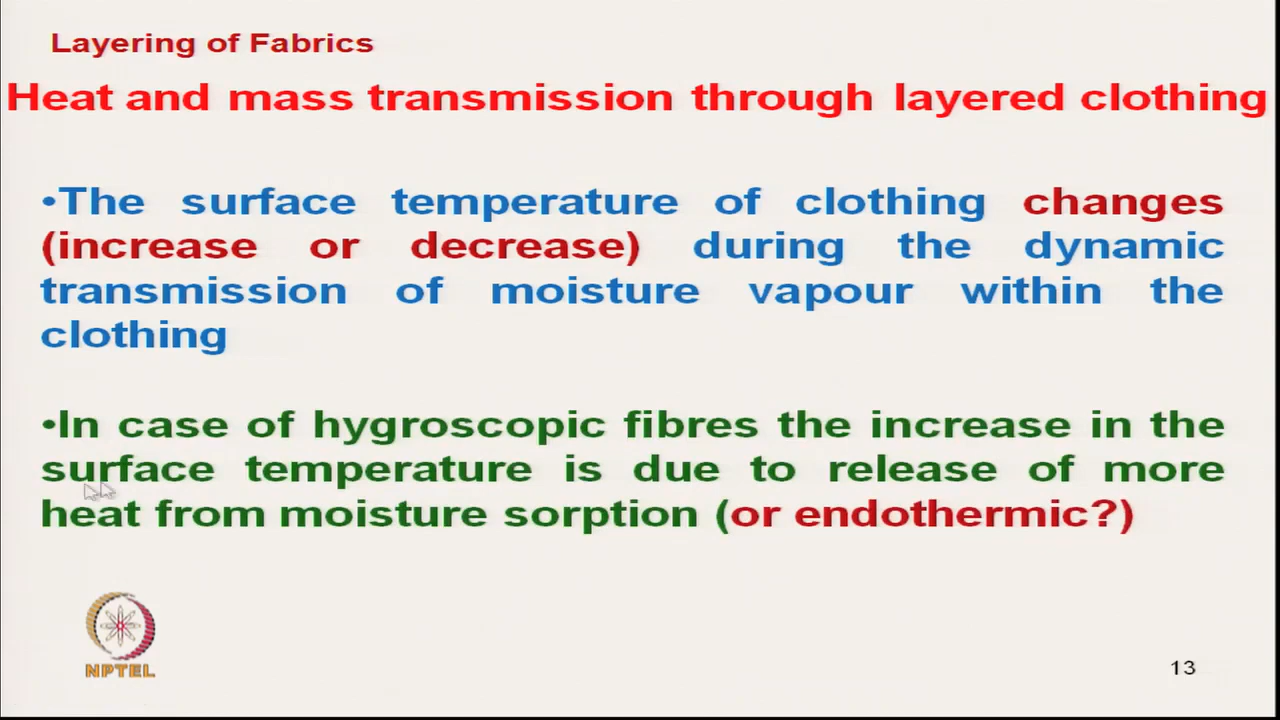 Layering of Fabrics
Heat and mass transmission through layered clothing
•The surface temperature of clothing changes
(increase or decrease) during the dynamic
transmission of moisture vapour within the
clothing
•In case of hygroscopic fibres the increase in the
surface temperature is due to release of more
heat from moisture sorption (or endothermic?)
NPTEL
13